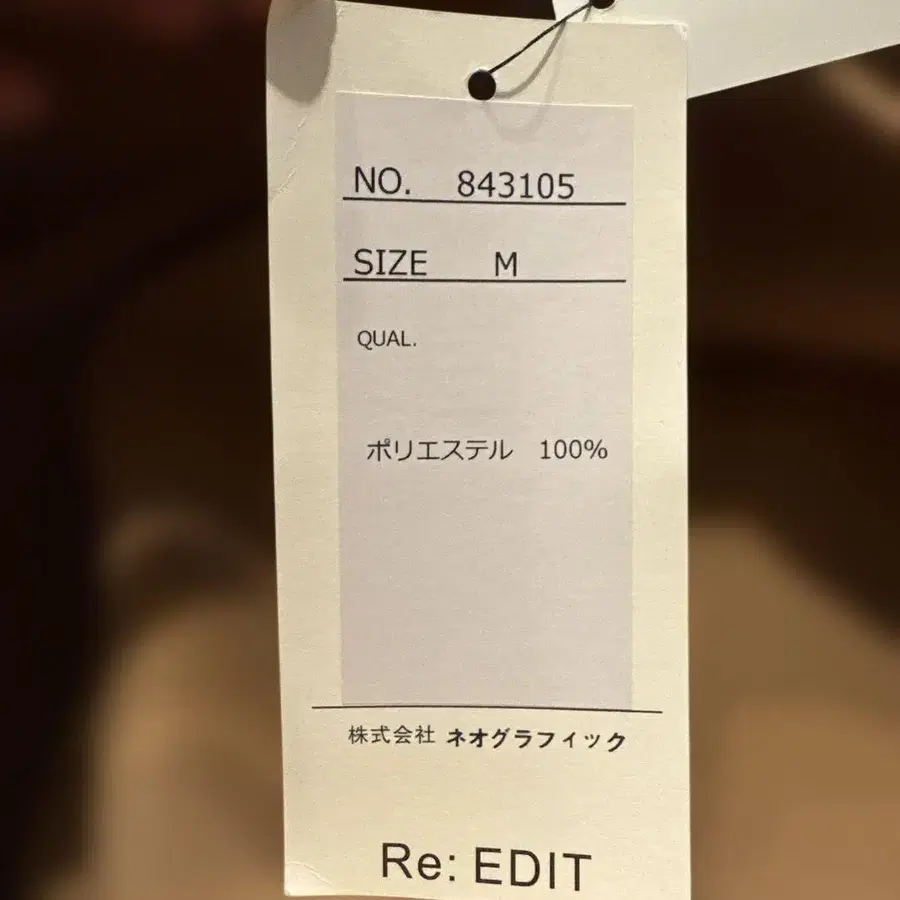 NO. 843105
SIZE M
QUAL.
ポリエステル 100%
株式会社 ネオグラフィック
Re: EDIT